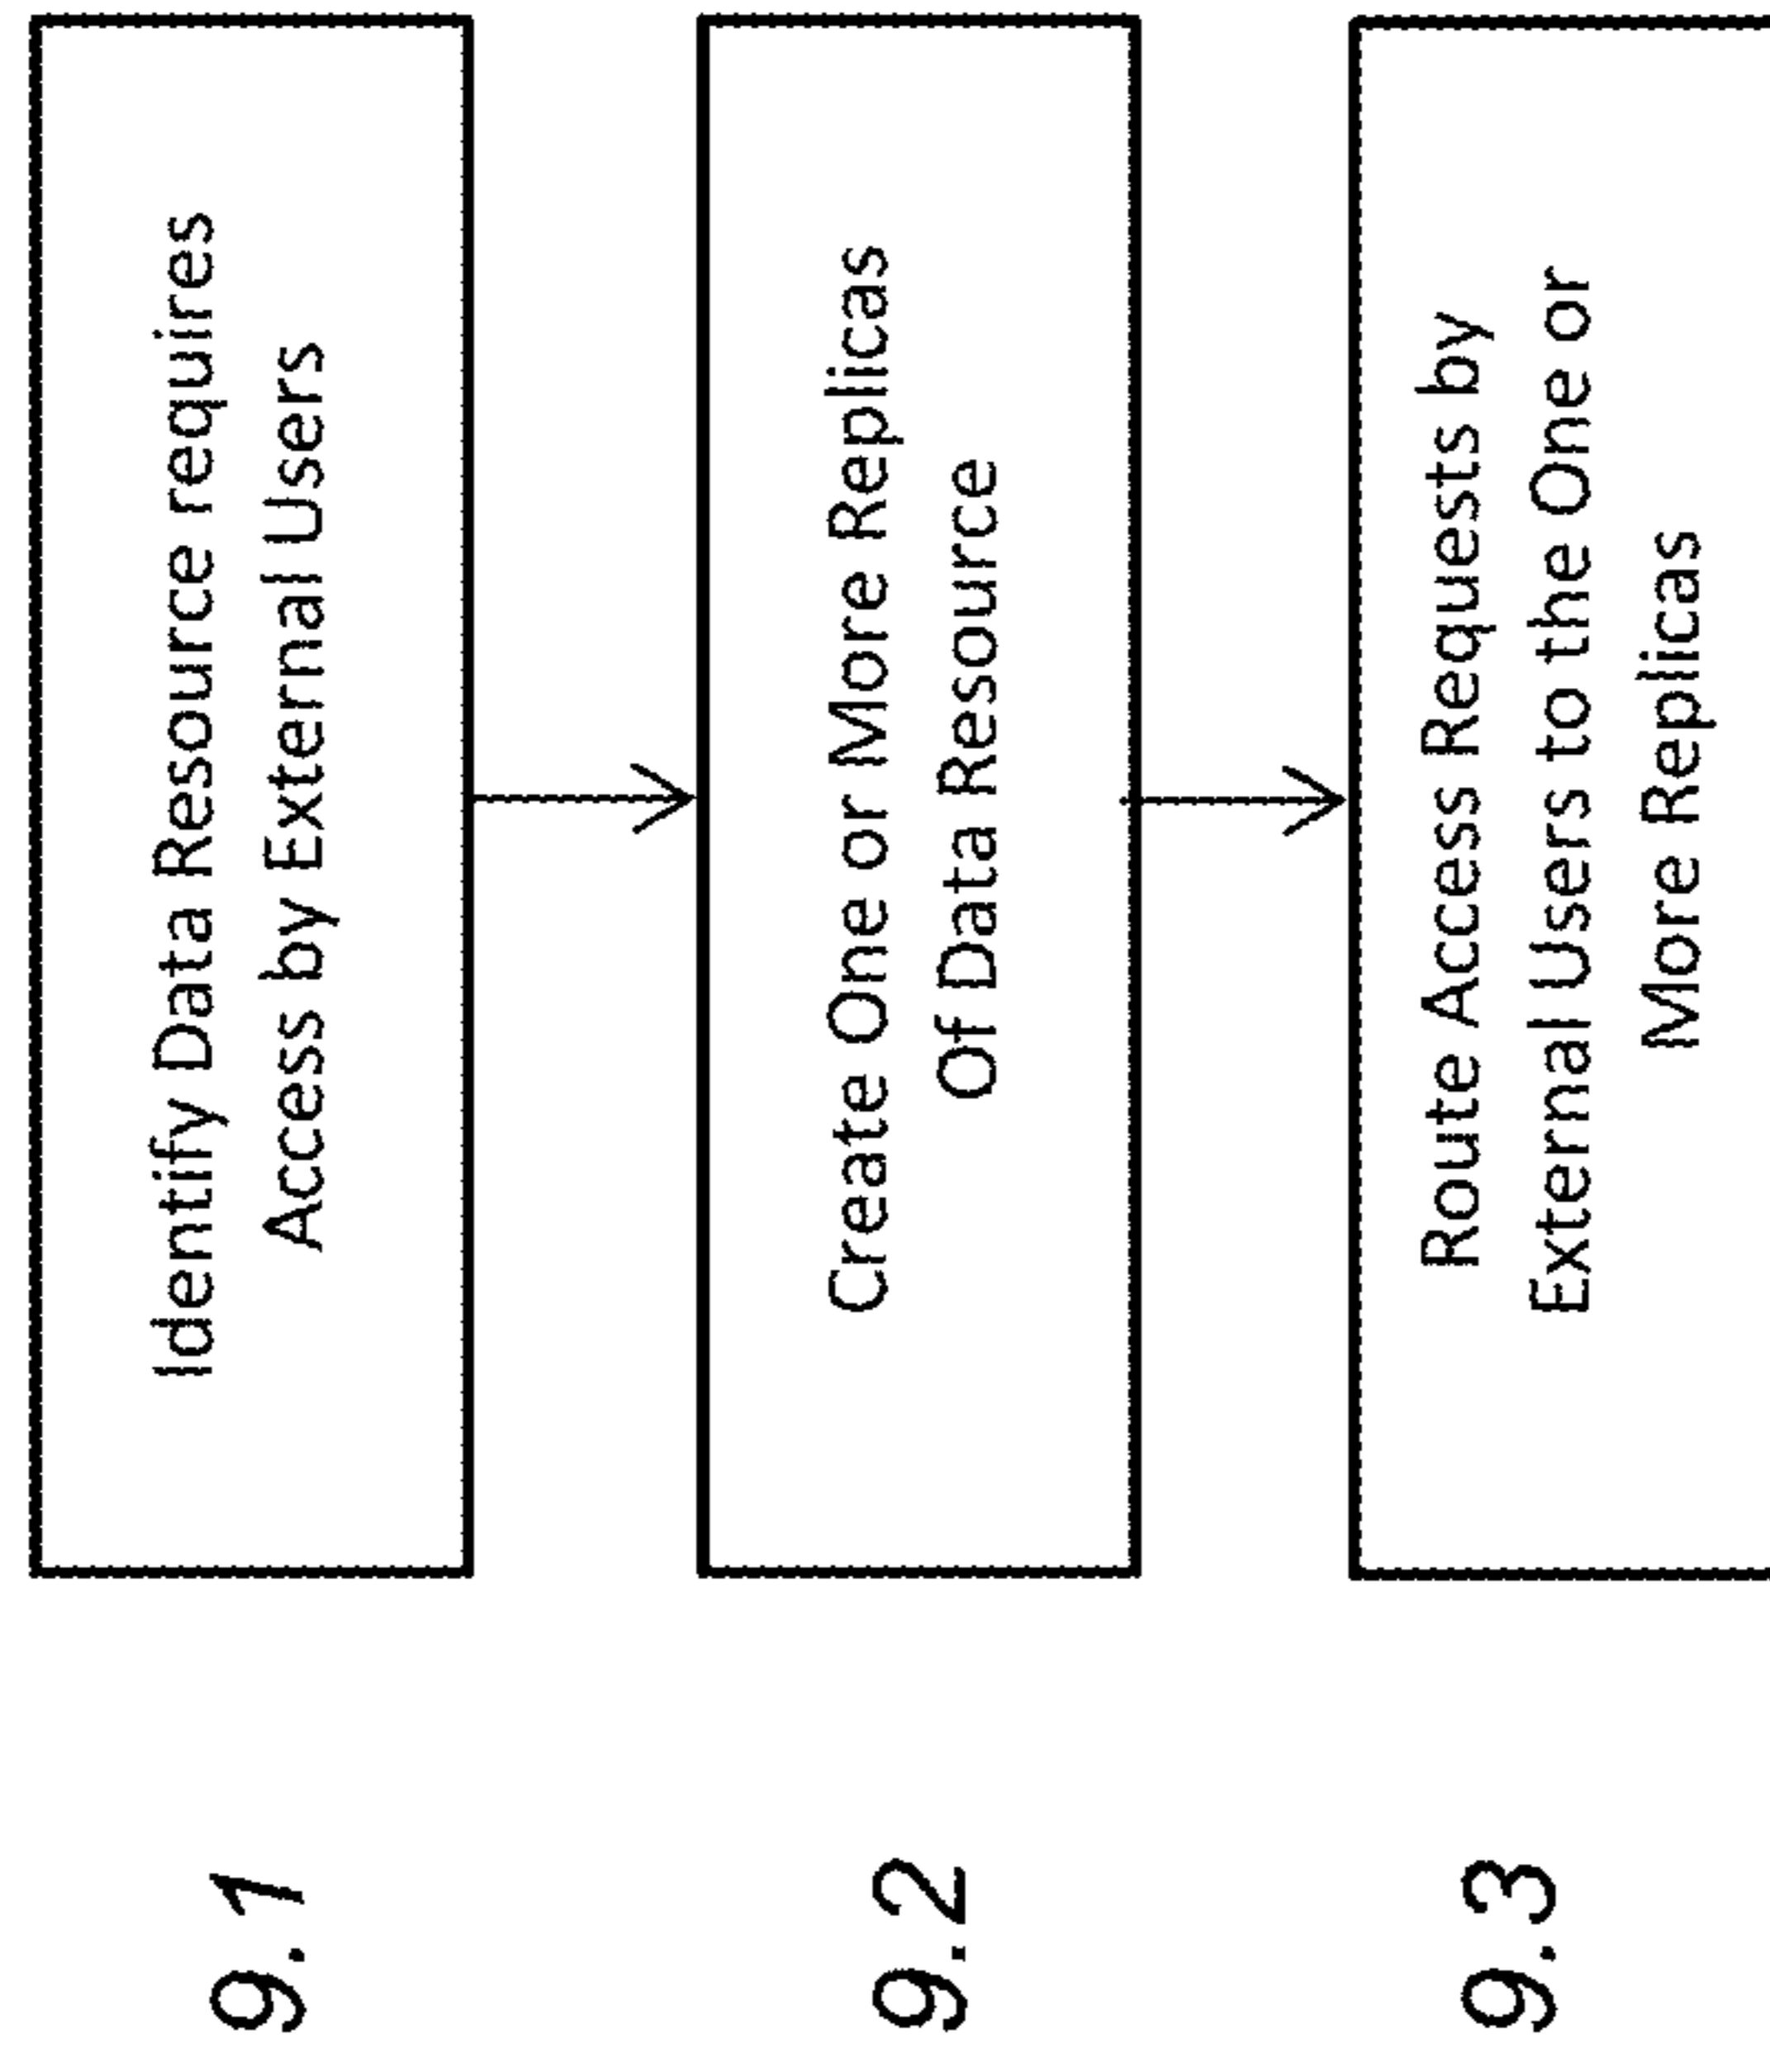 9.1
Identify Data Resource requires
Access by External Users
9.2
Create One or More Replicas
Of Data Resource
9.3
Route Access Requests by
External Users to the One or
More Replicas